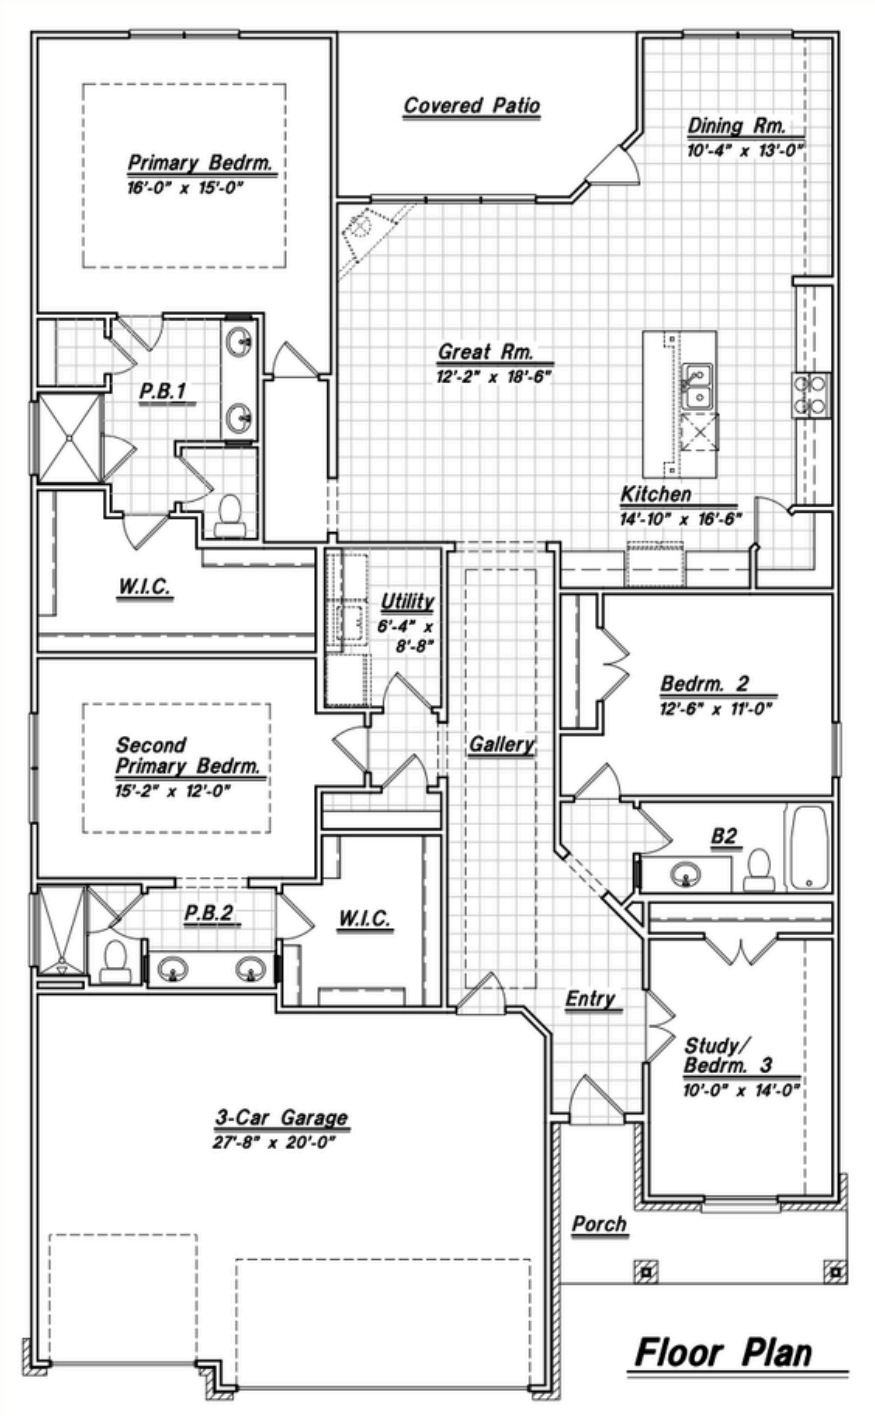 Covered Patio
Dining Rm.
10'-4" x 13'-0"
Primary Bedrm.
16'-0" x 15'-0"
Great Rm.
12'-2" x 18'-6"
P.B.1
Kitchen
14'-10" x 16'-6"
W.I.C.
Utility
6'-4" x
8'-8"
Bedrm. 2
12'-6" x 11'-0"
Gallery
Second
Primary Bedrm.
15'-2" x 12'-0"
B2
P.B.2
W.I.C.
Entry
Study/
Bedrm. 3
10'-0" x 14'-0"
3-Car Garage
27'-8" x 20'-0"
Porch
Floor Plan